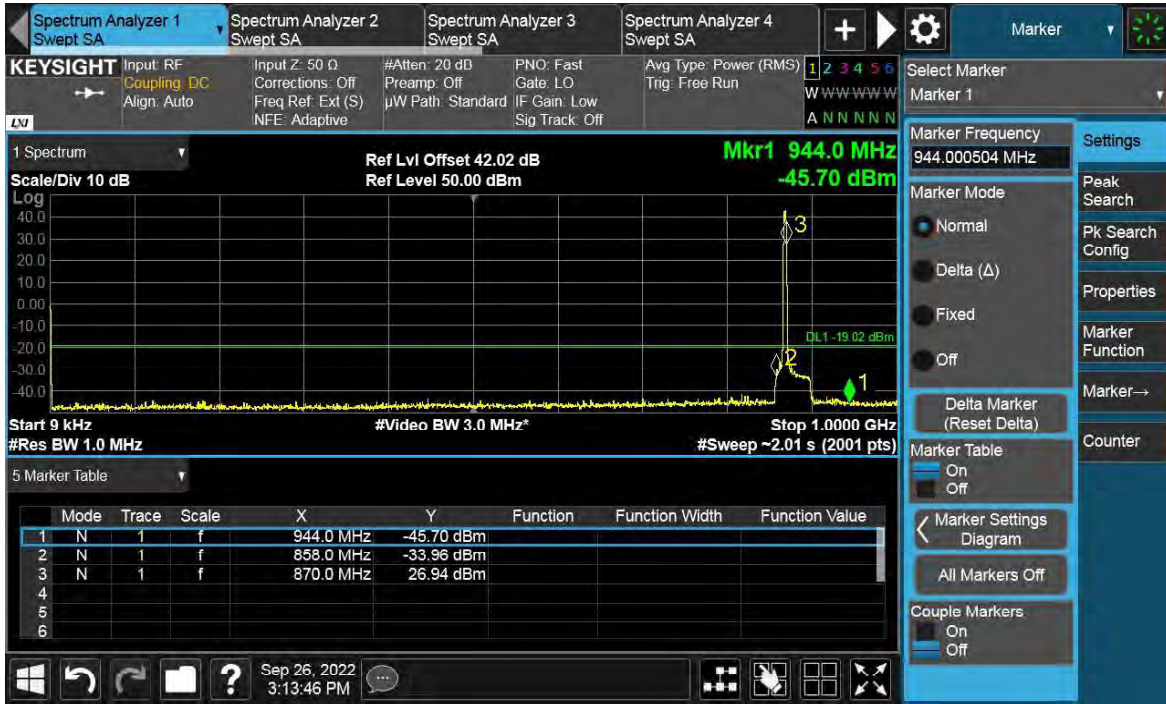 Spectrum Analyzer 1
Swept SA
Spectrum Analyzer 2
Swept SA
Spectrum Analyzer 3
Swept SA
Spectrum Analyzer 4
Swept SA
+
Marker
KEYSIGHT
LXI
Input: RF
Coupling: DC
Align: Auto
Input Z: 50 Ω
Corrections: Off
Freq Ref: Ext (S)
NFE: Adaptive
#Atten: 20 dB
Preamp: Off
µW Path: Standard
PNO: Fast
Gate: LO
IF Gain: Low
Sig Track: Off
Avg Type: Power (RMS)
Trig: Free Run
1 2 3 4 5 6
W W W W W W
A N N N N N
Select Marker
Marker 1
1 Spectrum
Scale/Div 10 dB
Log
Ref Lvl Offset 42.02 dB
Ref Level 50.00 dBm
Mkr1 944.0 MHz
-45.70 dBm
40.0
30.0
20.0
10.0
0.00
-10.0
-20.0
-30.0
-40.0
3
DL1 -19.02 dBm
2
1
Start 9 kHz
#Res BW 1.0 MHz
#Video BW 3.0 MHz*
Stop 1.0000 GHz
#Sweep ~2.01 s (2001 pts)
5 Marker Table
Mode Trace Scale X Y Function Function Width Function Value
1 N 1 f 944.0 MHz -45.70 dBm
2 N 1 f 858.0 MHz -33.96 dBm
3 N 1 f 870.0 MHz 26.94 dBm
4
5
6
Marker Frequency
944.000504 MHz
Marker Mode
Normal
Delta (Δ)
Fixed
Off
Delta Marker
(Reset Delta)
Marker Table
On
Off
Marker Settings
Diagram
All Markers Off
Couple Markers
On
Off
Settings
Peak
Search
Pk Search
Config
Properties
Marker
Function
Marker→
Counter
?
Sep 26, 2022
3:13:46 PM